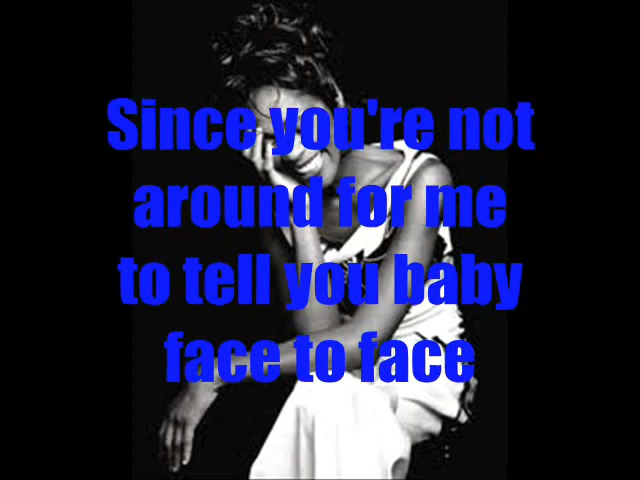 Since you're not
around for me
to tell you baby
face to face